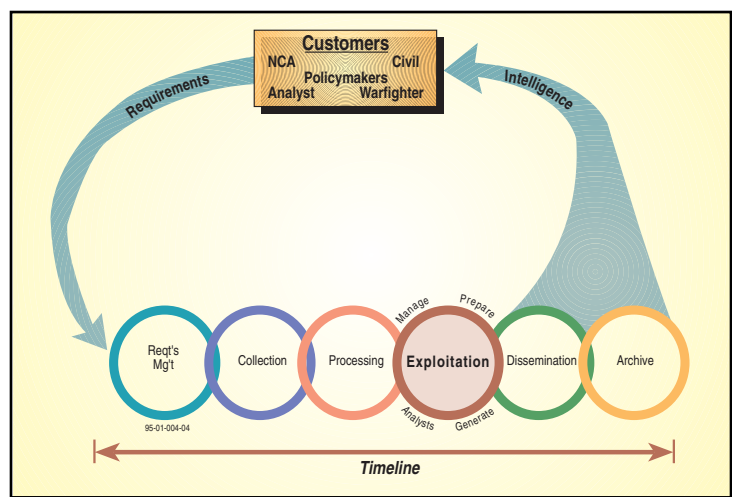 Customers
NCA Civil
Policymakers
Analyst Warfighter
Requirements
Intelligence
Manage Prepare
Reqt's
Mg't
Collection
Processing
Exploitation
Dissemination
Archive
Analysts Generate
95-01-004-04
Timeline